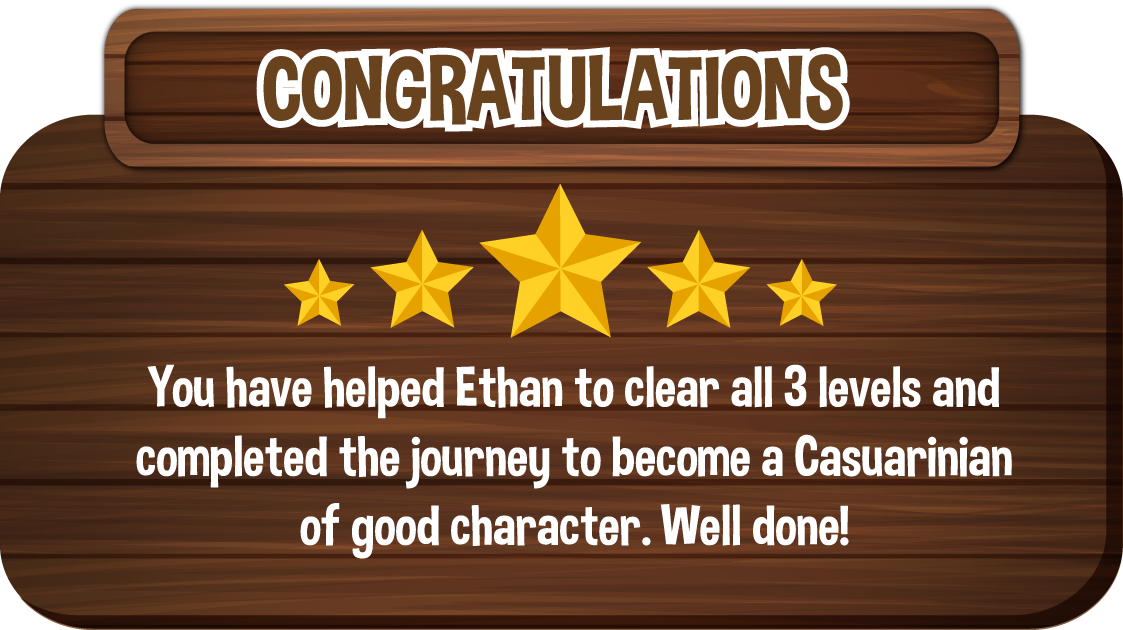 CONGRATULATIONS
You have helped Ethan to clear all 3 levels and
completed the journey to become a Casuarinian
of good character. Well done!